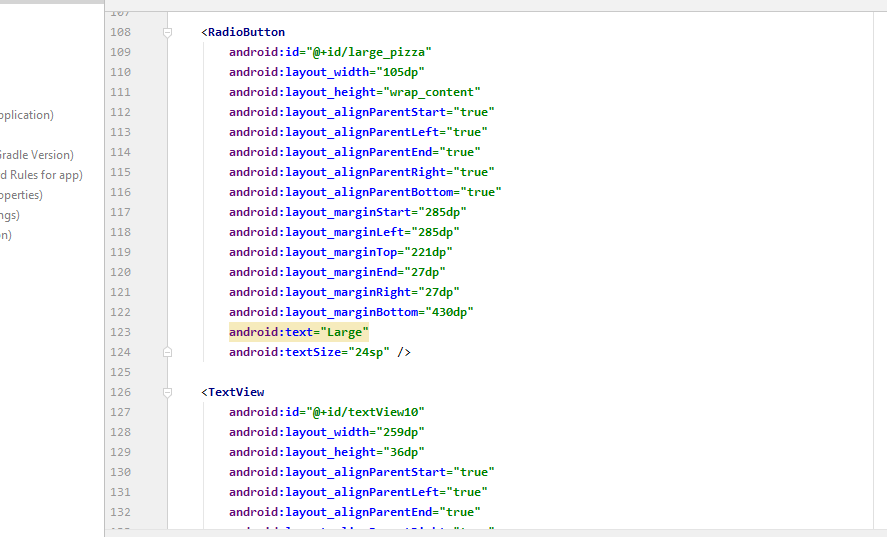 107
pplication)
Gradle Version)
d Rules for app)
operties)
ngs)
n)
108 <RadioButton
109 android:id="@+id/large_pizza"
110 android:layout_width="105dp"
111 android:layout_height="wrap_content"
112 android:layout_alignParentStart="true"
113 android:layout_alignParentLeft="true"
114 android:layout_alignParentEnd="true"
115 android:layout_alignParentRight="true"
116 android:layout_alignParentBottom="true"
117 android:layout_marginStart="285dp"
118 android:layout_marginLeft="285dp"
119 android:layout_marginTop="221dp"
120 android:layout_marginEnd="27dp"
121 android:layout_marginRight="27dp"
122 android:layout_marginBottom="430dp"
123 android:text="Large"
124 android:textSize="24sp" />
125
126 <TextView
127 android:id="@+id/textView10"
128 android:layout_width="259dp"
129 android:layout_height="36dp"
130 android:layout_alignParentStart="true"
131 android:layout_alignParentLeft="true"
132 android:layout_alignParentEnd="true"